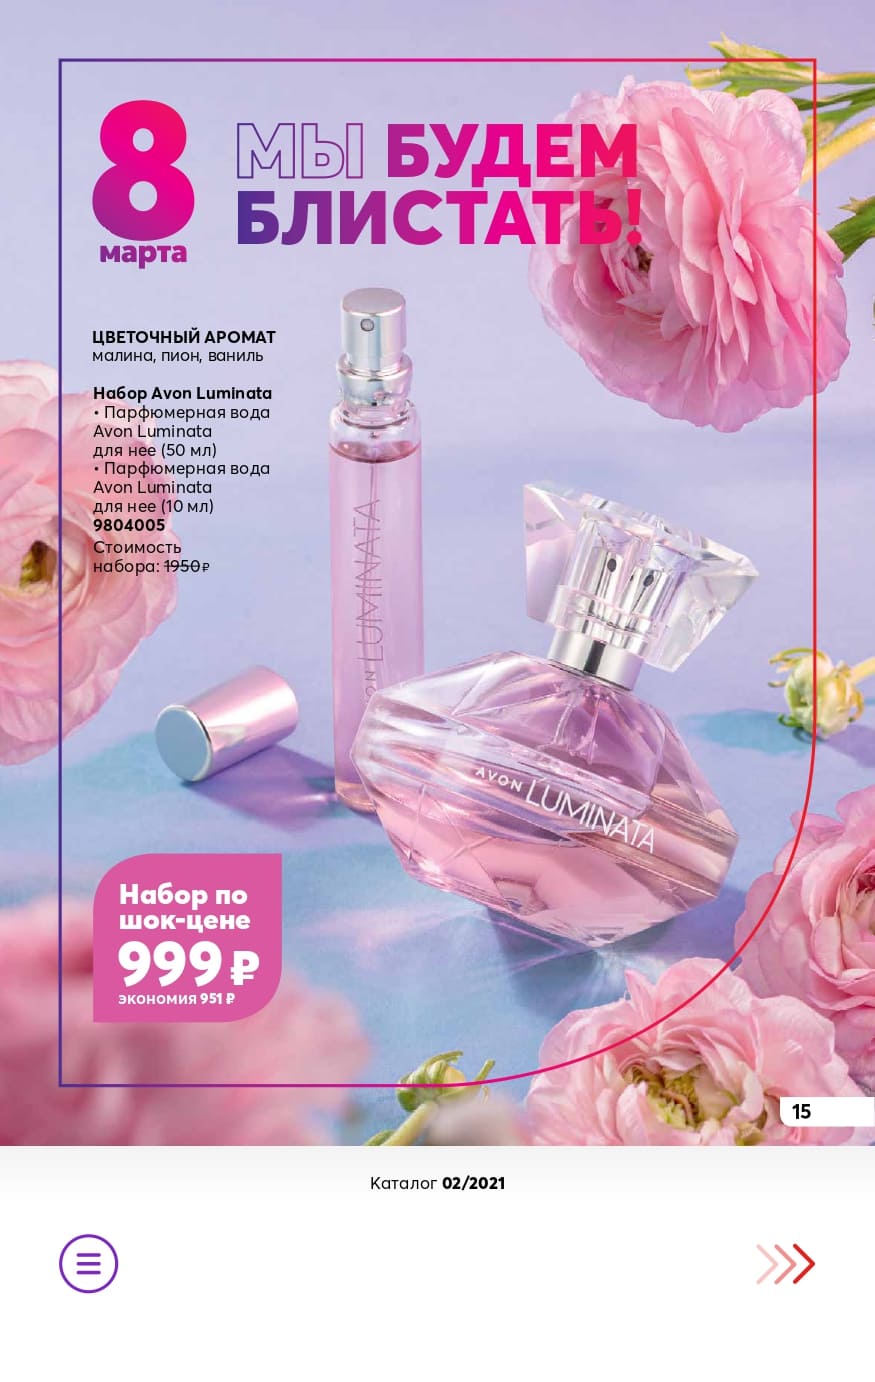 8
марта
МЫ БУДЕМ
БЛИСТАТЬ!
ЦВЕТОЧНЫЙ АРОМАТ
малина, пион, ваниль
Набор Avon Luminata
• Парфюмерная вода
Avon Luminata
для нее (50 мл)
• Парфюмерная вода
Avon Luminata
для нее (10 мл)
9804005
Стоимость
набора: 1950 ₽
AVON LUMINATA
AVON LUMINATA
Набор по
шок-цене
999 ₽
экономия 951 ₽
15
Каталог 02/2021